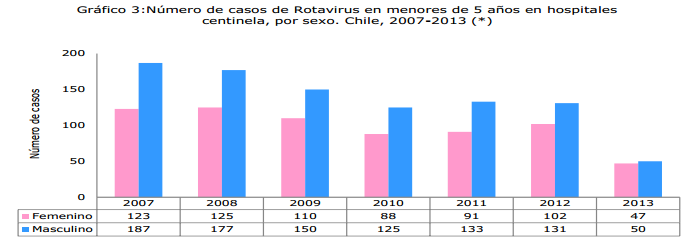 Gráfico 3:Número de casos de Rotavirus en menores de 5 años en hospitales
centinela, por sexo. Chile, 2007-2013 (*)
Número de casos
200
150
100
50
0
2007 2008 2009 2010 2011 2012 2013
Femenino 123 125 110 88 91 102 47
Masculino 187 177 150 125 133 131 50